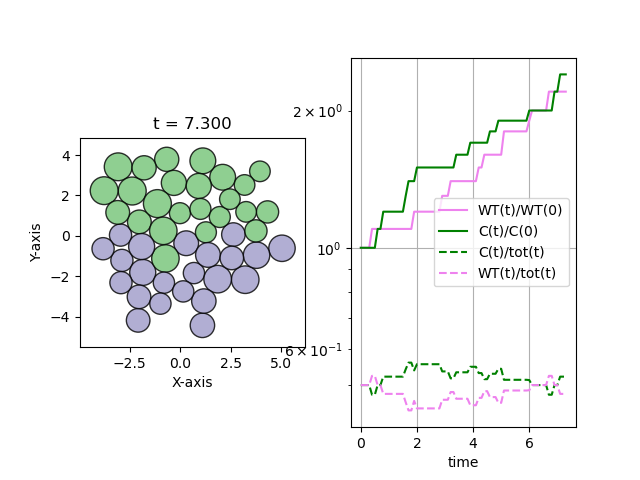 t = 7.300
Y-axis
4
2
0
−2
−4
−2.5
0.0
2.5
5.0
X-axis
2 × 10⁰
10⁰
6 × 10⁻¹
WT(t)/WT(0)
C(t)/C(0)
C(t)/tot(t)
WT(t)/tot(t)
0
2
4
6
time